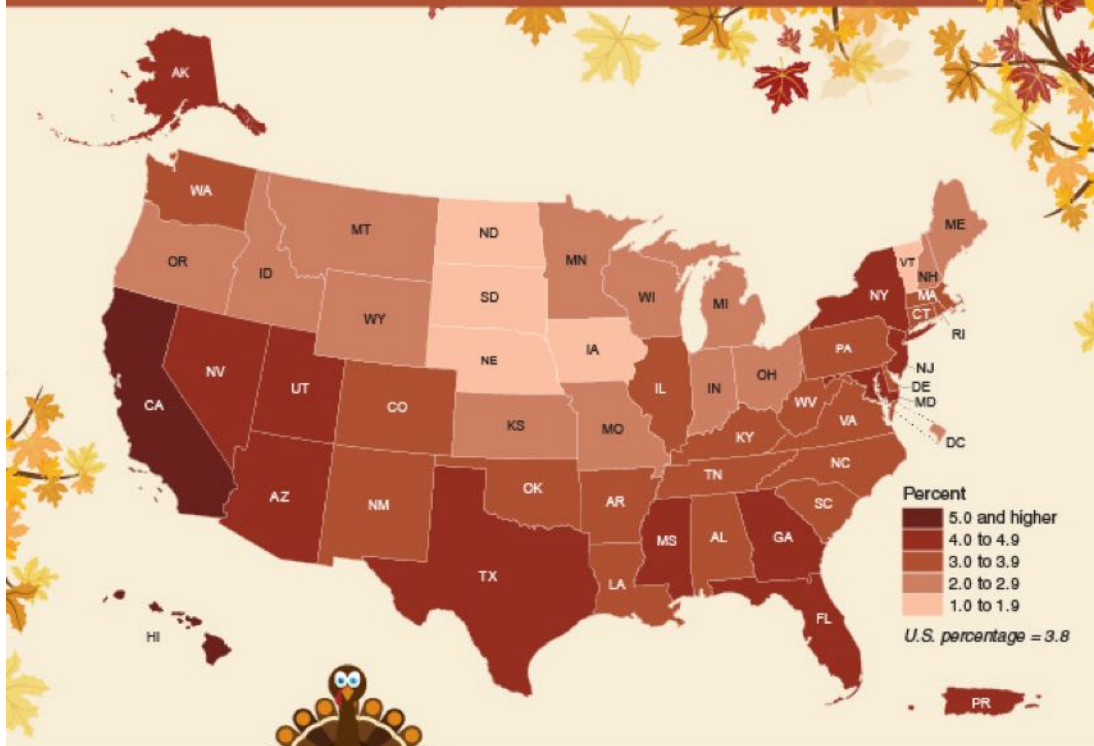 AK
WA
MT
ND
MN
ME
OR
ID
SD
WI
MI
VT
NH
NY
MA
CT
RI
WY
NE
IA
PA
NJ
DE
MD
NV
UT
CO
KS
MO
IL
IN
OH
WV
VA
DC
CA
KY
NC
TN
AZ
NM
OK
AR
SC
MS
AL
GA
TX
LA
FL
HI
PR
Percent
5.0 and higher
4.0 to 4.9
3.0 to 3.9
2.0 to 2.9
1.0 to 1.9
U.S. percentage = 3.8